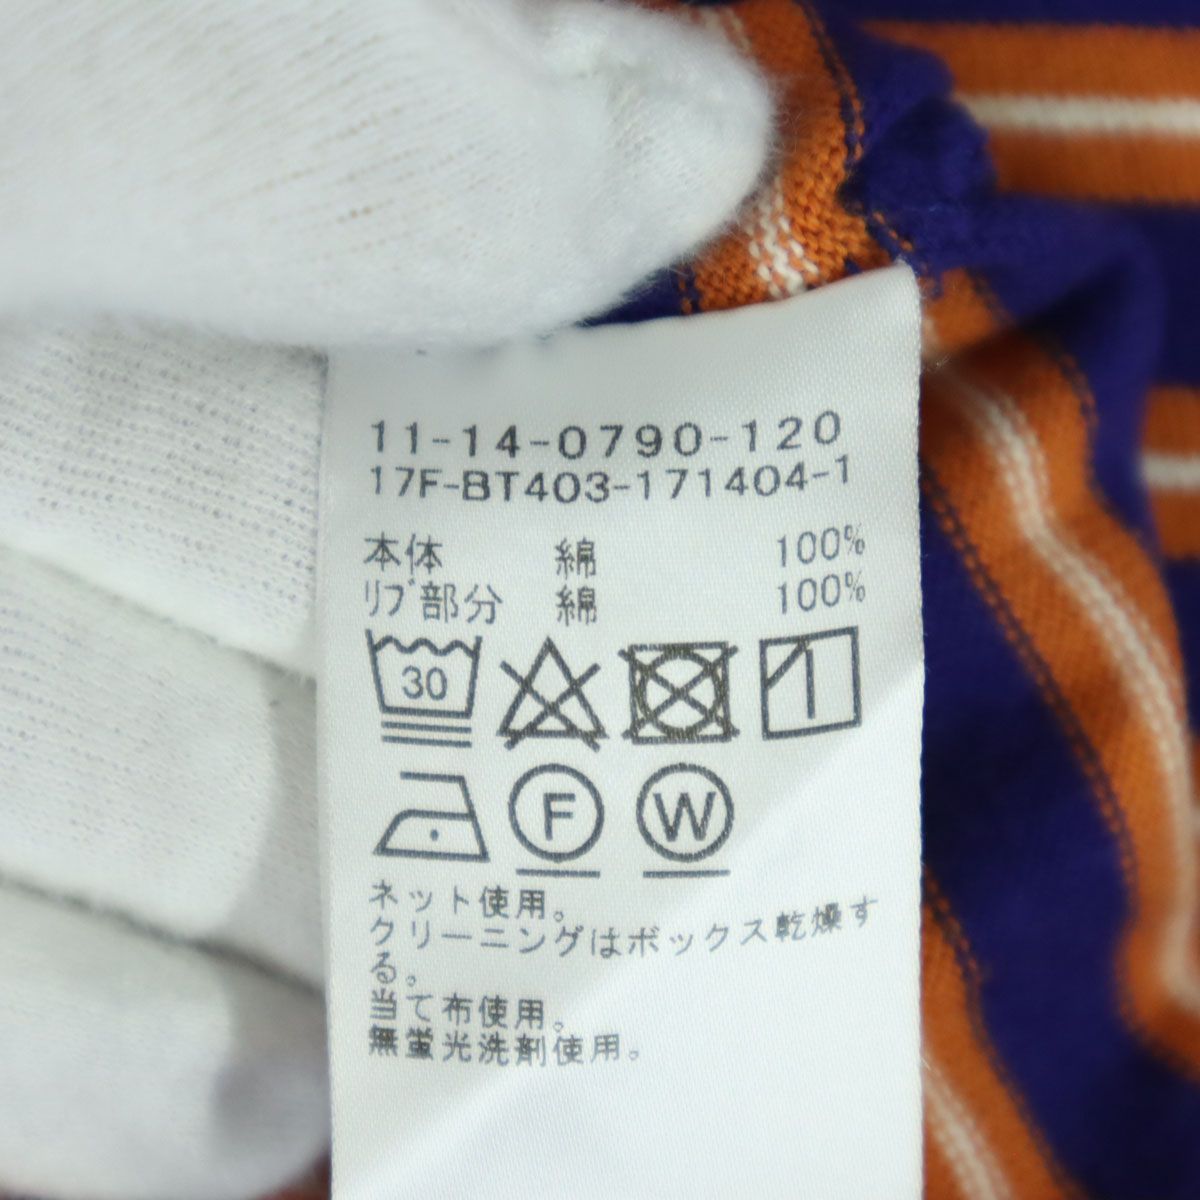 11-14-0790-120
17F-BT403-171404-1
本体 綿 100%
リブ部分 綿 100%
30
F W
ネット使用。
クリーニングはボックス乾燥す
る。
当て布使用。
無蛍光洗剤使用。